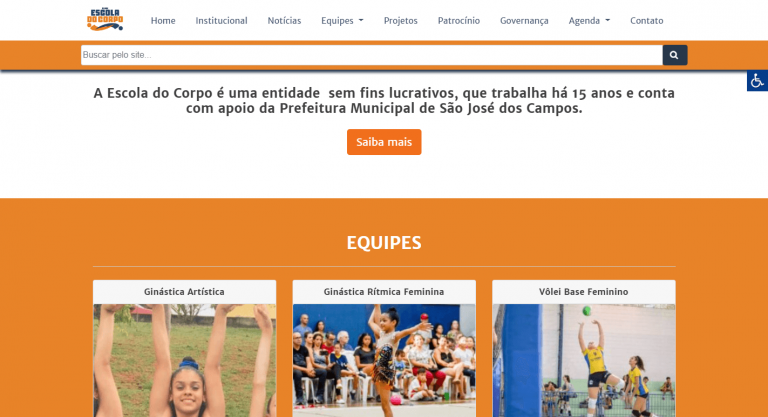 ESCOLA
DO CORPO
Home Institucional Notícias Equipes Projetos Patrocínio Governança Agenda Contato
Buscar pelo site...
A Escola do Corpo é uma entidade sem fins lucrativos, que trabalha há 15 anos e conta
com apoio da Prefeitura Municipal de São José dos Campos.
Saiba mais
EQUIPES
Ginástica Artística
Ginástica Rítmica Feminina
Vôlei Base Feminino